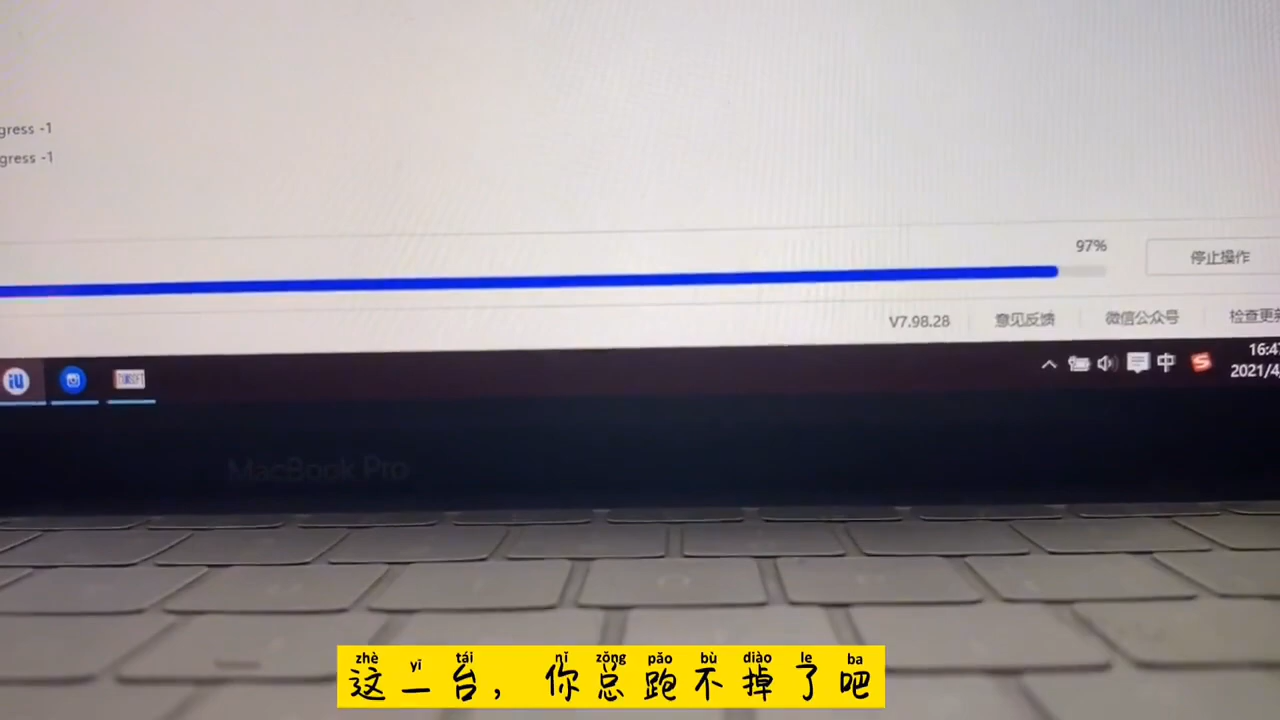 gress -1
gress -1
97%
停止操作
V7.98.28
意见反馈
微信公众号
检查更新
iU
中
16:47
2021/4/
MacBook Pro
zhè yī tái nǐ zǒng pǎo bù diào le ba
这一台，你总跑不掉了吧